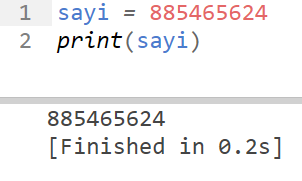 1 sayi = 885465624
2 print(sayi)
885465624
[Finished in 0.2s]